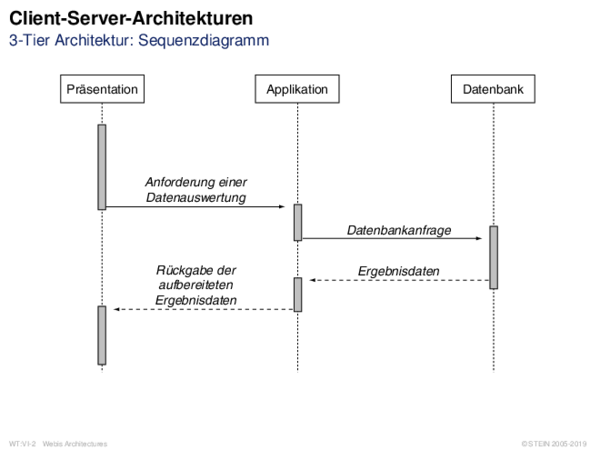 Client-Server-Architekturen
3-Tier Architektur: Sequenzdiagramm
Präsentation
Applikation
Datenbank
Anforderung einer
Datenauswertung
Datenbankanfrage
Ergebnisdaten
Rückgabe der
aufbereiteten
Ergebnisdaten
WT:VI-2 Webis Architectures
© STEIN 2005-2019